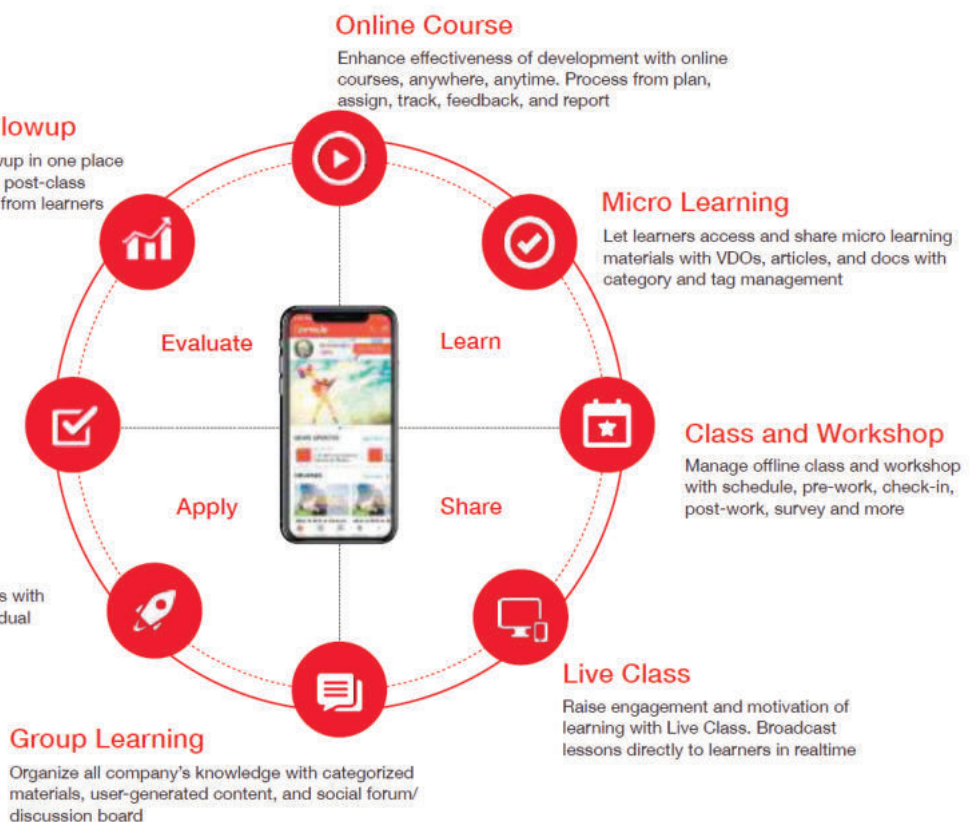 Online Course
Enhance effectiveness of development with online
courses, anywhere, anytime. Process from plan,
assign, track, feedback, and report
lowup
up in one place
post-class
from learners
Micro Learning
Let learners access and share micro learning
materials with VDOs, articles, and docs with
category and tag management
Evaluate
Learn
Class and Workshop
Manage offline class and workshop
with schedule, pre-work, check-in,
post-work, survey and more
Apply
Share
s with
dual
Live Class
Raise engagement and motivation of
learning with Live Class. Broadcast
lessons directly to learners in realtime
Group Learning
Organize all company's knowledge with categorized
materials, user-generated content, and social forum/
discussion board